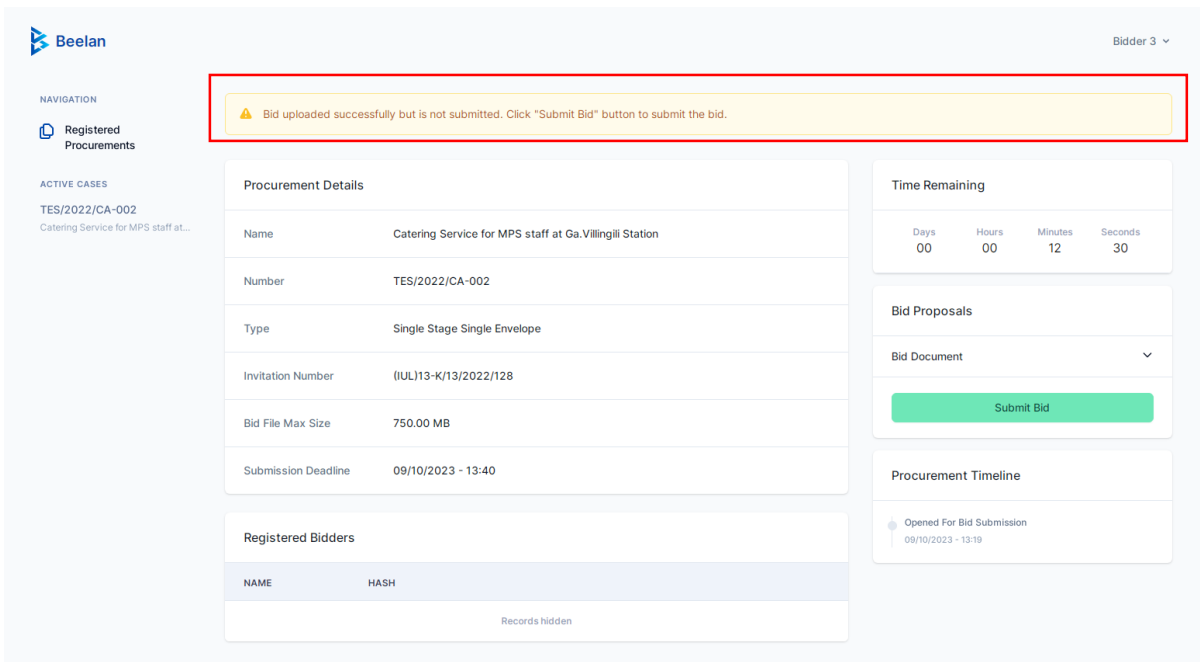 Beelan
Bidder 3
NAVIGATION
Registered
Procurements
ACTIVE CASES
TES/2022/CA-002
Catering Service for MPS staff at...
Bid uploaded successfully but is not submitted. Click "Submit Bid" button to submit the bid.
Procurement Details
Name Catering Service for MPS staff at Ga.Villingili Station
Number TES/2022/CA-002
Type Single Stage Single Envelope
Invitation Number (IUL)13-K/13/2022/128
Bid File Max Size 750.00 MB
Submission Deadline 09/10/2023 - 13:40
Registered Bidders
NAME HASH
Records hidden
Time Remaining
Days Hours Minutes Seconds
00 00 12 30
Bid Proposals
Bid Document
Submit Bid
Procurement Timeline
Opened For Bid Submission
09/10/2023 - 13:19